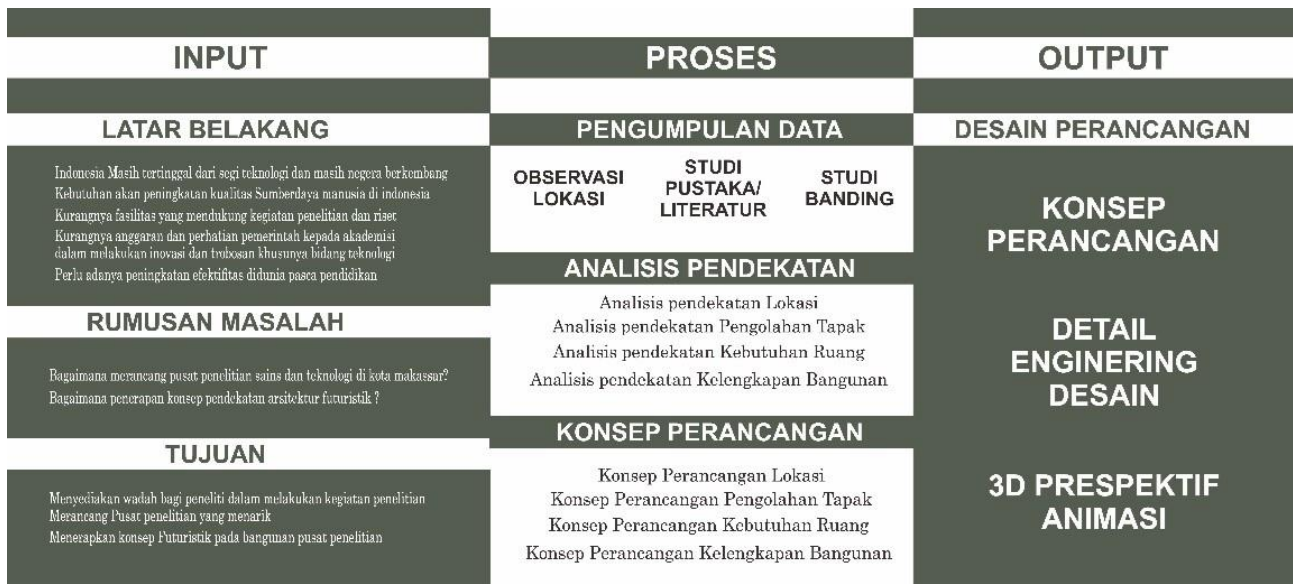 INPUT
LATAR BELAKANG
Indonesia Masih tertinggal dari segi teknologi dan masih negera berkembang
Kebutuhan akan peningkatan kualitas Sumberdaya manusia di indonesia
Kurangnya fasilitas yang mendukung kegiatan penelitian dan riset
Kurangnya anggaran dan perhatian pemerintah kepada akademisi
dalam melakukan inovasi dan trobosan khusunya bidang teknologi
Perlu adanya peningkatan efektifitas didunia pasca pendidikan
RUMUSAN MASALAH
Bagaimana merancang pusat penelitian sains dan teknologi di kota makassur?
Bagaimana penerapan konsep pendekatan arsitektur futuristik ?
TUJUAN
Menyediakan wadah bagi peneliti dalam melakukan kegiatan penelitian
Merancang Pusat penelitian yang menarik
Menerapkan konsep Futuristik pada bangunan pusat penelitian
PROSES
PENGUMPULAN DATA
OBSERVASI
LOKASI
STUDI
PUSTAKA/
LITERATUR
STUDI
BANDING
ANALISIS PENDEKATAN
Analisis pendekatan Lokasi
Analisis pendekatan Pengolahan Tapak
Analisis pendekatan Kebutuhan Ruang
Analisis pendekatan Kelengkapan Bangunan
KONSEP PERANCANGAN
Konsep Perancangan Lokasi
Konsep Perancangan Pengolahan Tapak
Konsep Perancangan Kebutuhan Ruang
Konsep Perancangan Kelengkapan Bangunan
OUTPUT
DESAIN PERANCANGAN
KONSEP
PERANCANGAN
DETAIL
ENGINERING
DESAIN
3D PRESPEKTIF
ANIMASI